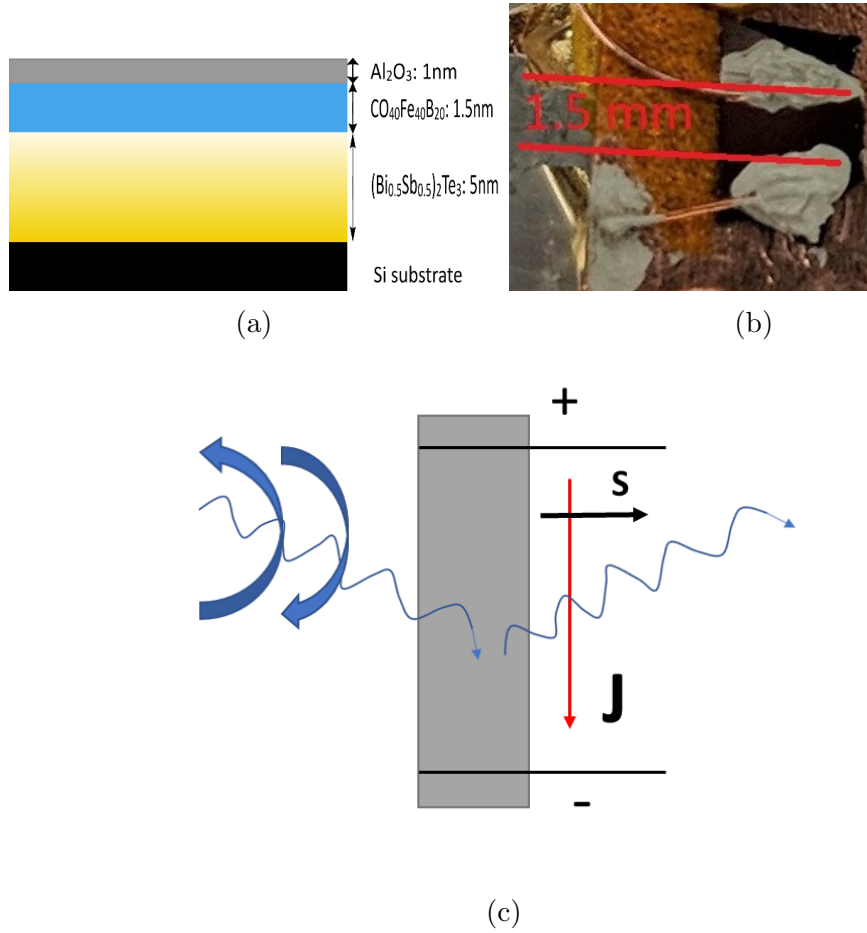 Al₂O₃: 1nm
CO₄₀Fe₄₀B₂₀: 1.5nm
(Bi₀.₅Sb₀.₅)₂Te₃: 5nm
Si substrate
1.5 mm
(a)
(b)
+
S
J
-
(c)